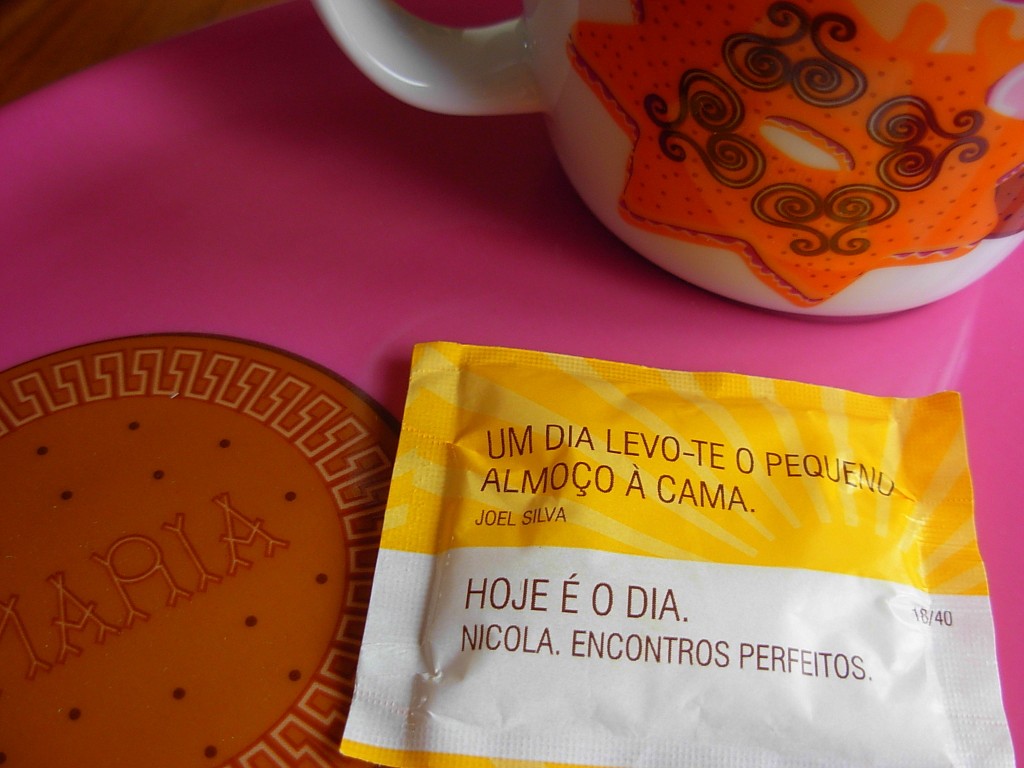 UM DIA LEVO-TE O PEQUENO
ALMOÇO À CAMA.
JOEL SILVA
HOJE É O DIA.
18/40
NICOLA. ENCONTROS PERFEITOS.
MARIA